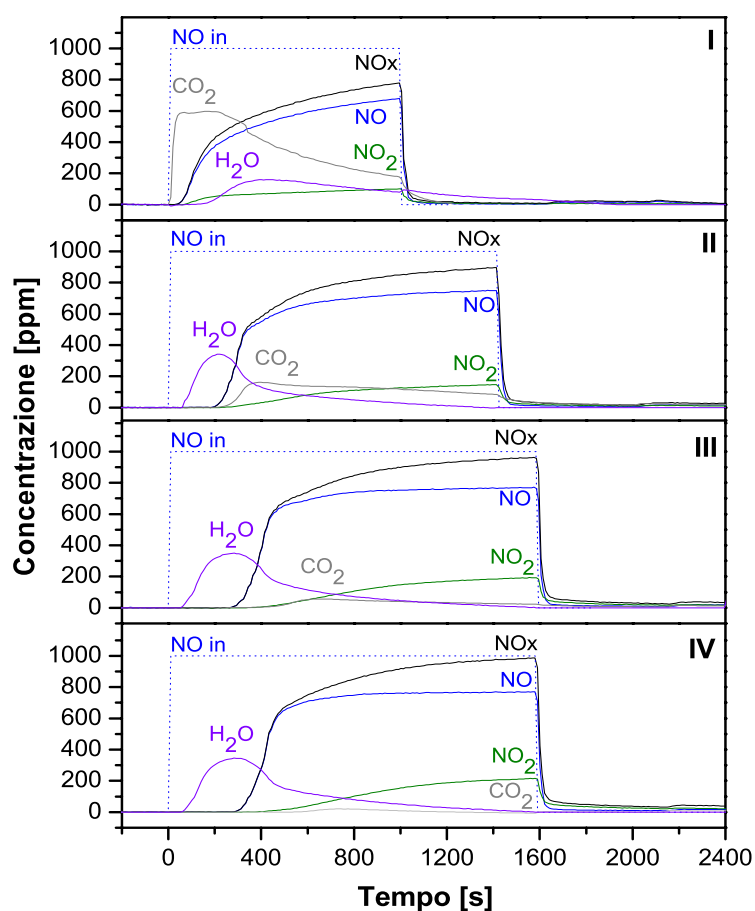 Concentrazione [ppm]
1000
800
600
400
200
0
NO in
I
NOx
CO2
NO
NO2
H2O
1000
800
600
400
200
0
NO in
NOx
II
NO
H2O
CO2
NO2
1000
800
600
400
200
0
NO in
NOx
III
NO
H2O
NO2
CO2
1000
800
600
400
200
0
NO in
NOx
IV
NO
H2O
NO2
CO2
0 400 800 1200 1600 2000 2400
Tempo [s]